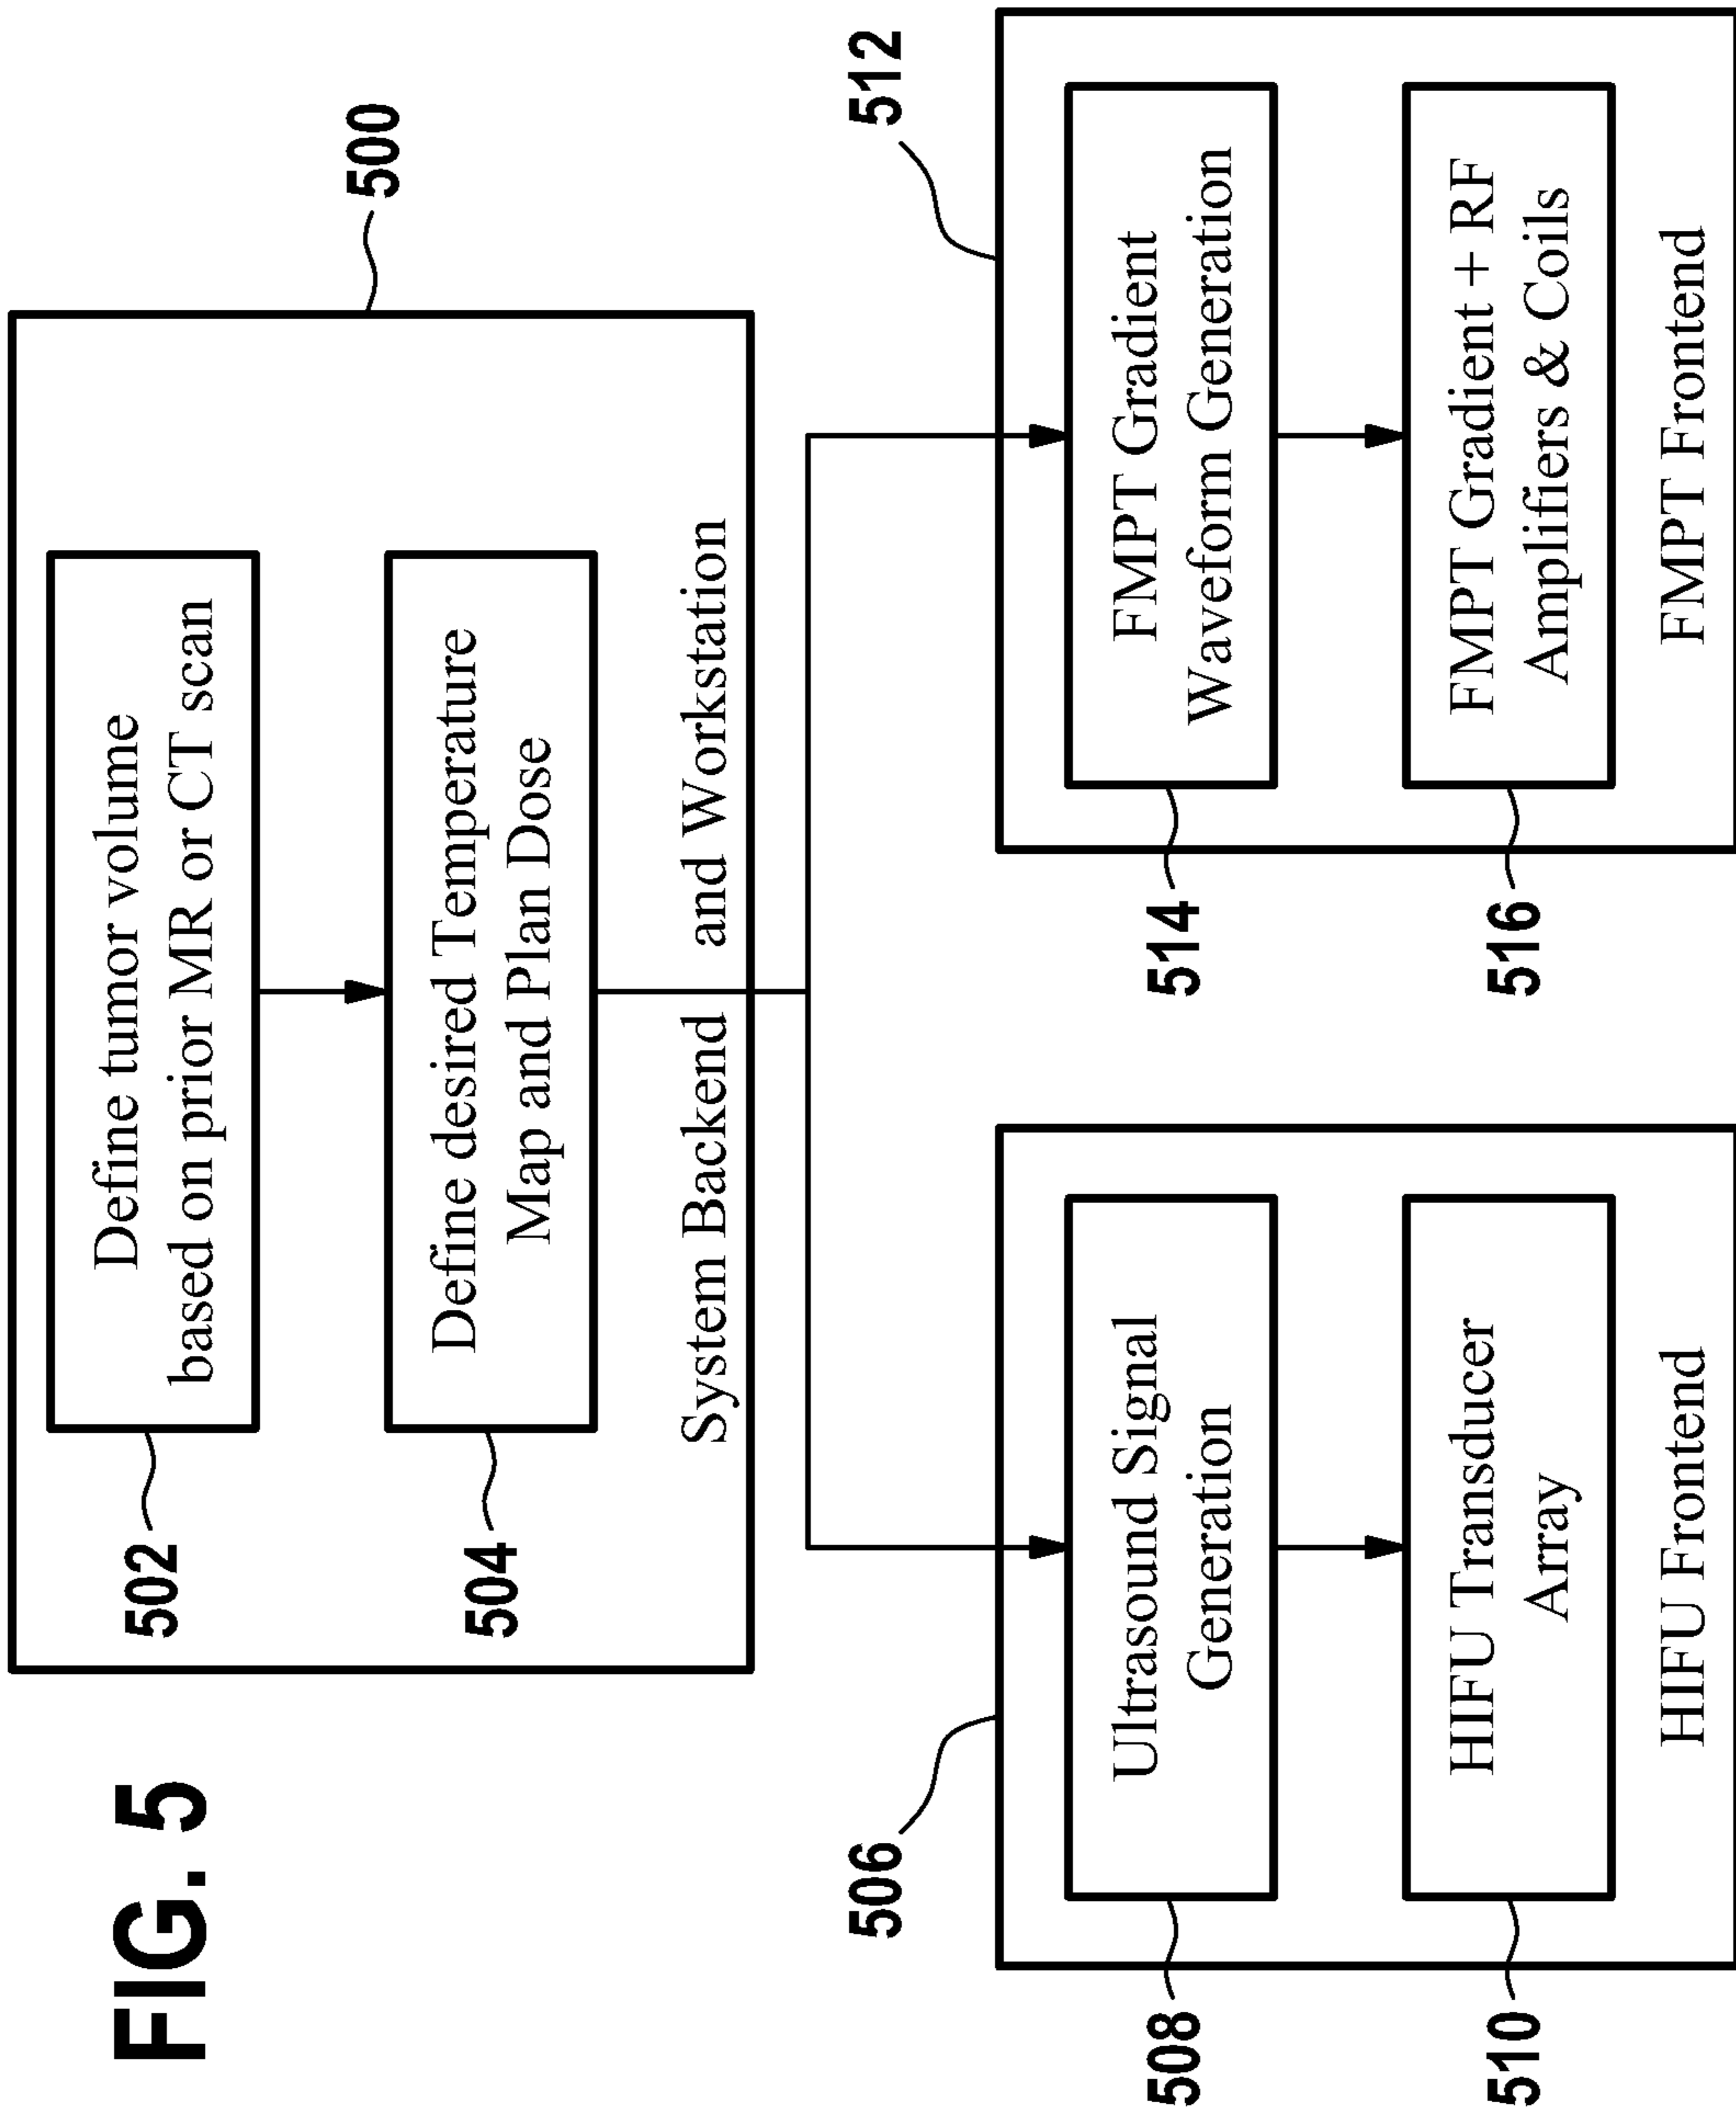 FIG. 5
500
502
Define tumor volume
based on prior MR or CT scan
504
Define desired Temperature
Map and Plan Dose
System Backend and Workstation
506
508
Ultrasound Signal
Generation
510
HIFU Transducer
Array
HIFU Frontend
512
514
FMPT Gradient
Waveform Generation
516
FMPT Gradient + RF
Amplifiers & Coils
FMPT Frontend